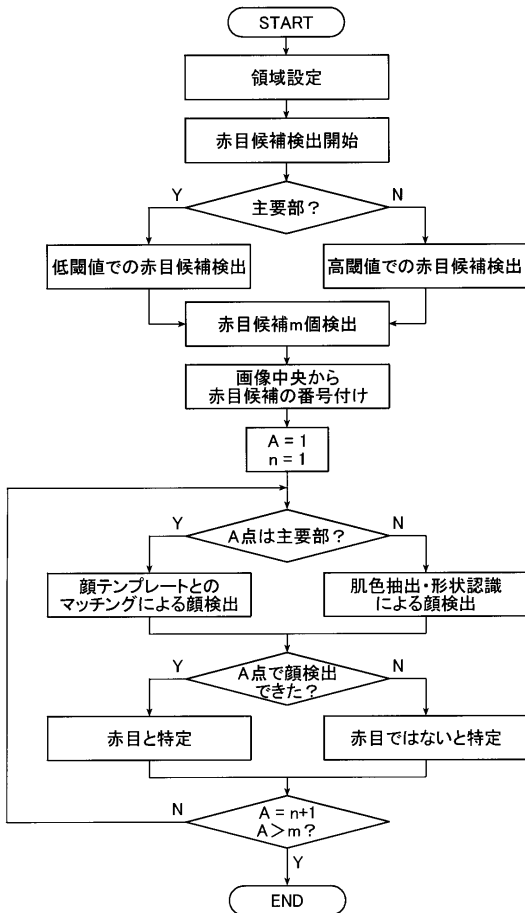 START
領域設定
赤目候補検出開始
Y
N
主要部？
低閾値での赤目候補検出
高閾値での赤目候補検出
赤目候補m個検出
画像中央から
赤目候補の番号付け
A = 1
n = 1
Y
N
A点は主要部？
顔テンプレートとの
マッチングによる顔検出
肌色抽出・形状認識
による顔検出
Y
N
A点で顔検出
できた？
赤目と特定
赤目ではないと特定
N
A = n+1
A＞m？
Y
END